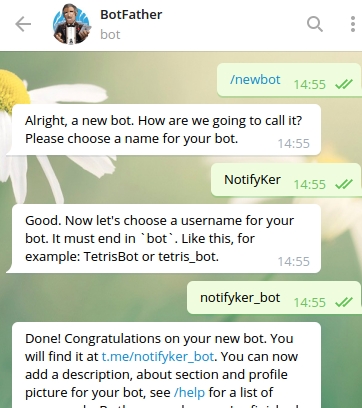 BotFather
bot
/newbot 14:55
Alright, a new bot. How are we going to call it?
Please choose a name for your bot. 14:55
NotifyKer 14:55
Good. Now let's choose a username for your
bot. It must end in `bot`. Like this, for
example: TetrisBot or tetris_bot. 14:55
notifyker_bot 14:55
Done! Congratulations on your new bot. You
will find it at t.me/notifyker_bot. You can now
add a description, about section and profile
picture for your bot, see /help for a list of